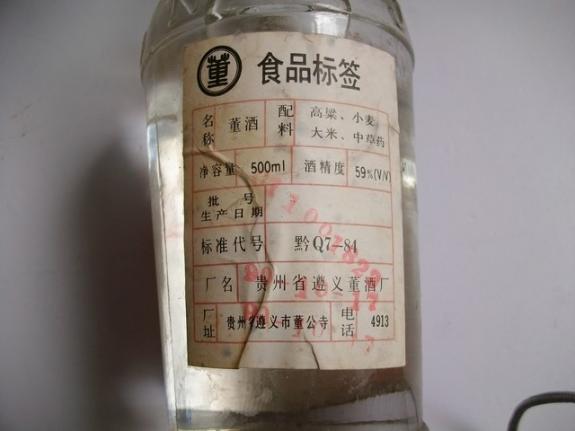 董 食品标签
名称 董酒 配料 高粱、小麦
大米、中草药
净容量 500ml 酒精度 59%(V/V)
批号
生产日期
标准代号 黔Q7-84
厂名 贵州省遵义董酒厂
厂址 贵州省遵义市董公寺 电话 4913